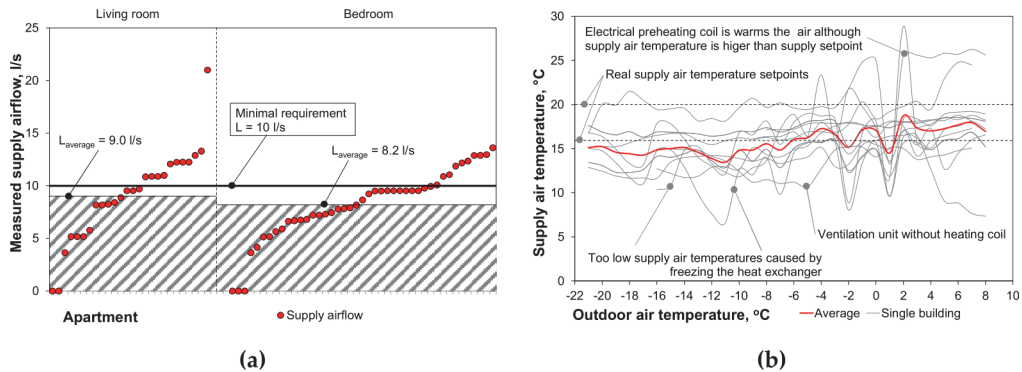 (a)
Living room
Bedroom
25
20
15
10
5
0
Measured supply airflow, l/s
Laverage = 9.0 l/s
Minimal requirement
L = 10 l/s
Laverage = 8.2 l/s
Apartment
Supply airflow
(a)
(b)
30
25
20
15
10
5
0
Supply air temperature, °C
Electrical preheating coil is warms the air although
supply air temperature is higer than supply setpoint
Real supply air temperature setpoints
Ventilation unit without heating coil
Too low supply air temperatures caused by
freezing the heat exchanger
-22 -20 -18 -16 -14 -12 -10 -8 -6 -4 -2 0 2 4 6 8 10
Outdoor air temperature, °C
Average
Single building
(b)